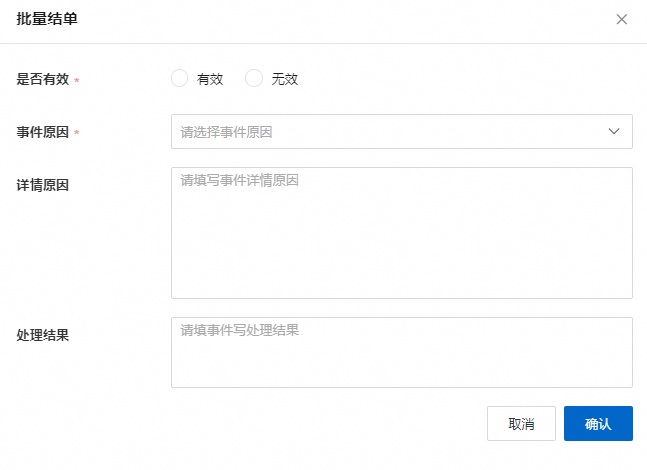 批量结单
是否有效 *
有效 无效
事件原因 *
请选择事件原因
详情原因
请填写事件详情原因
处理结果
请填事件写处理结果
取消 确认